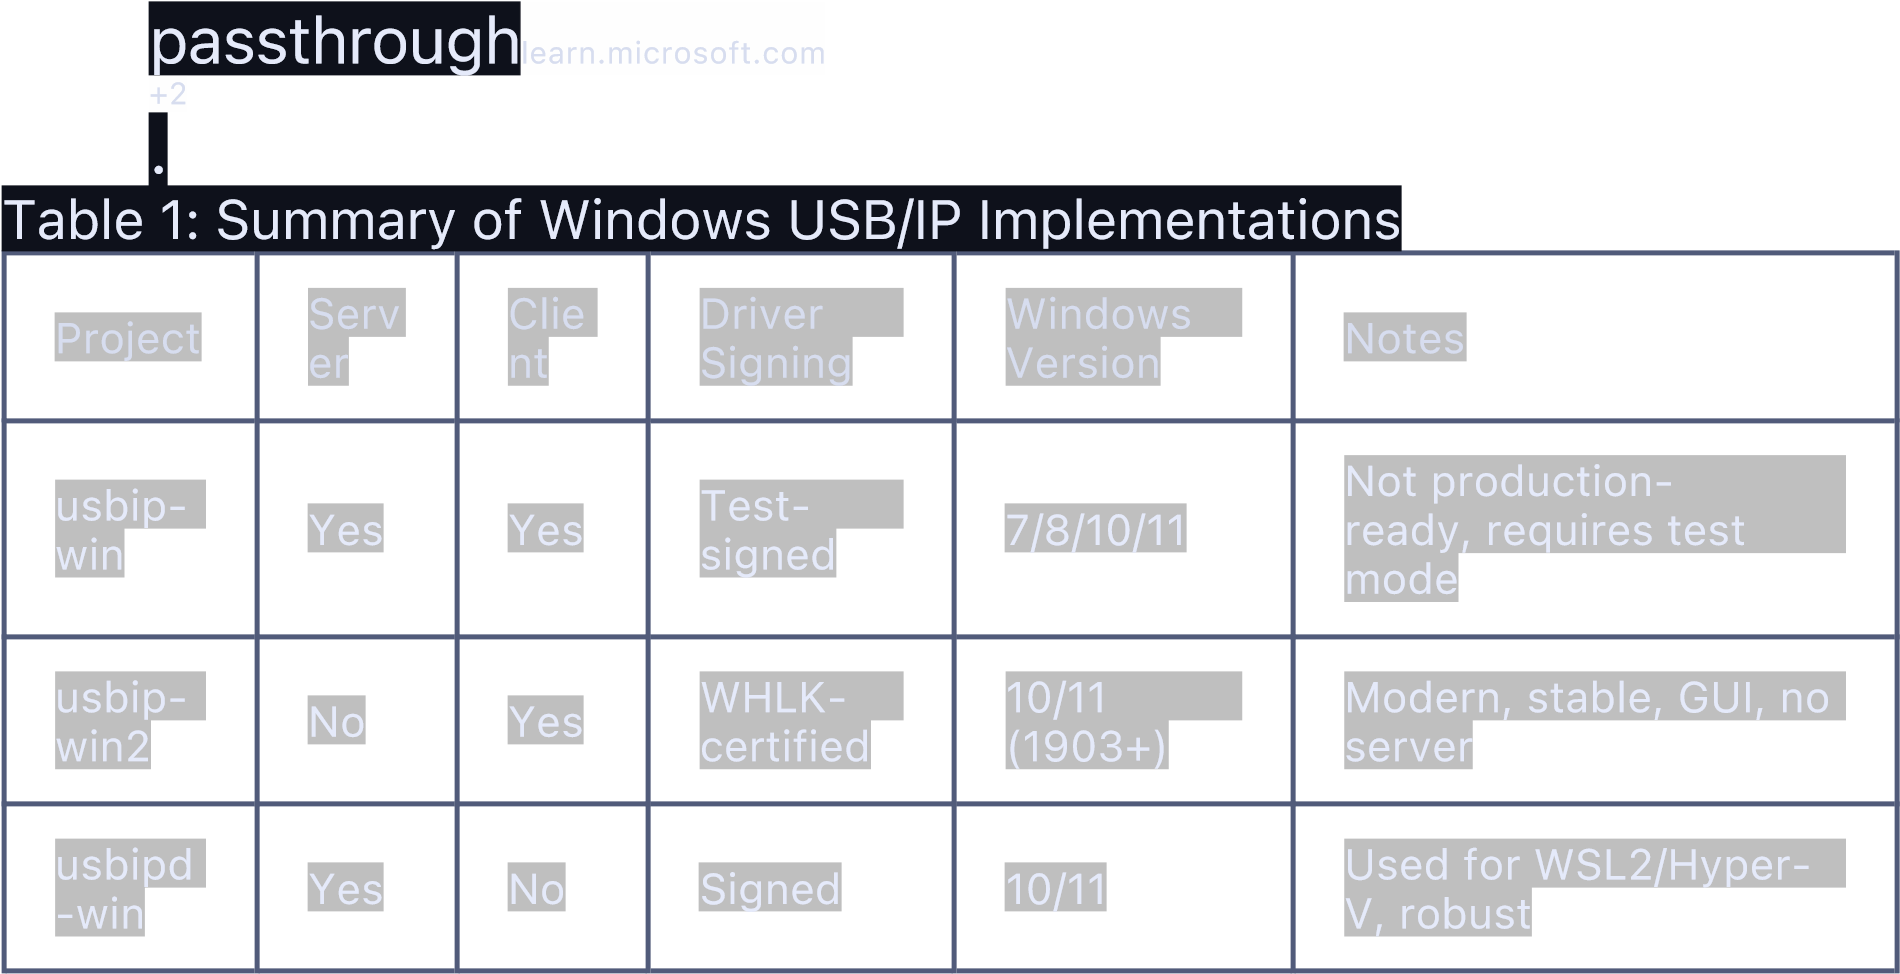 passthrough learn.microsoft.com
+2
.
Table 1: Summary of Windows USB/IP Implementations
Project
Serv
er
Clie
nt
Driver
Signing
Windows
Version
Notes
usbip-
win
Yes
Yes
Test-
signed
7/8/10/11
Not production-
ready, requires test
mode
usbip-
win2
No
Yes
WHLK-
certified
10/11
(1903+)
Modern, stable, GUI, no
server
usbipd
-win
Yes
No
Signed
10/11
Used for WSL2/Hyper-
V, robust